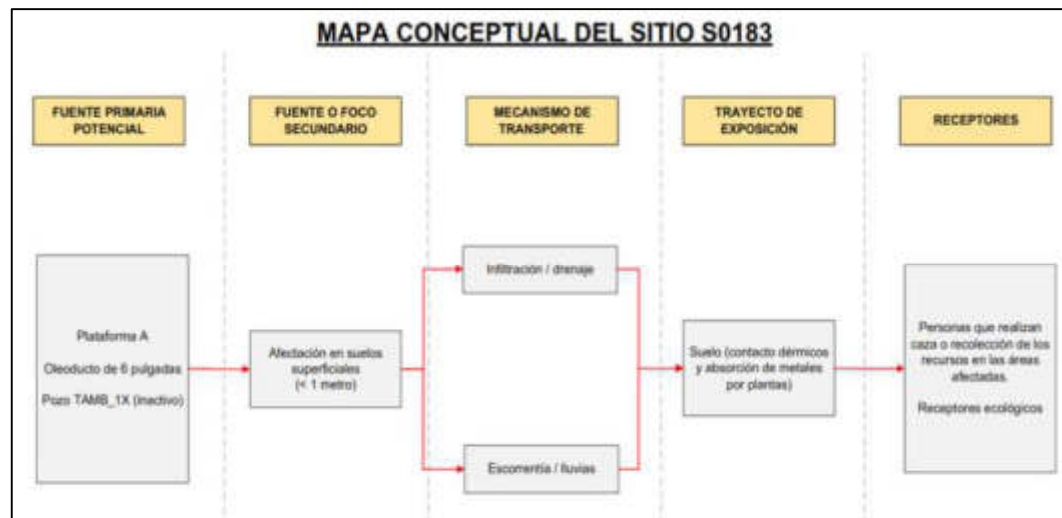 MAPA CONCEPTUAL DEL SITIO S0183
FUENTE PRIMARIA
POTENCIAL
FUENTE O FOCO
SECUNDARIO
MECANISMO DE
TRANSPORTE
TRAYECTO DE
EXPOSICIÓN
RECEPTORES
Plataforma A
Oleoducto de 6 pulgadas
Pozo TAMB_1X (inactivo)
Afectación en suelos
superficiales
(< 1 metro)
Infiltración / drenaje
Escorrentía / lluvias
Suelo (contacto dérmicos
y absorción de metales
por plantas)
Personas que realizan
caza o recolección de los
recursos en las áreas
afectadas.
Receptores ecológicos